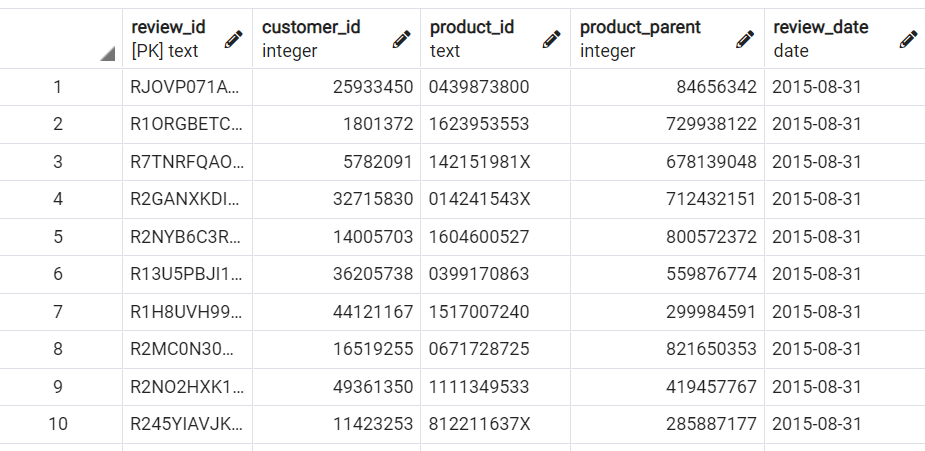 review_id customer_id product_id product_parent review_date
[PK] text integer text integer date
1 RJOVP071A... 25933450 0439873800 84656342 2015-08-31
2 R1ORGBETC... 1801372 1623953553 729938122 2015-08-31
3 R7TNRFQAO... 5782091 142151981X 678139048 2015-08-31
4 R2GANXKDI... 32715830 014241543X 712432151 2015-08-31
5 R2NYB6C3R... 14005703 1604600527 800572372 2015-08-31
6 R13U5PBJI1... 36205738 0399170863 559876774 2015-08-31
7 R1H8UVH99... 44121167 1517007240 299984591 2015-08-31
8 R2MC0N30... 16519255 0671728725 821650353 2015-08-31
9 R2NO2HXK1... 49361350 1111349533 419457767 2015-08-31
10 R245YIAVJK... 11423253 812211637X 285887177 2015-08-31